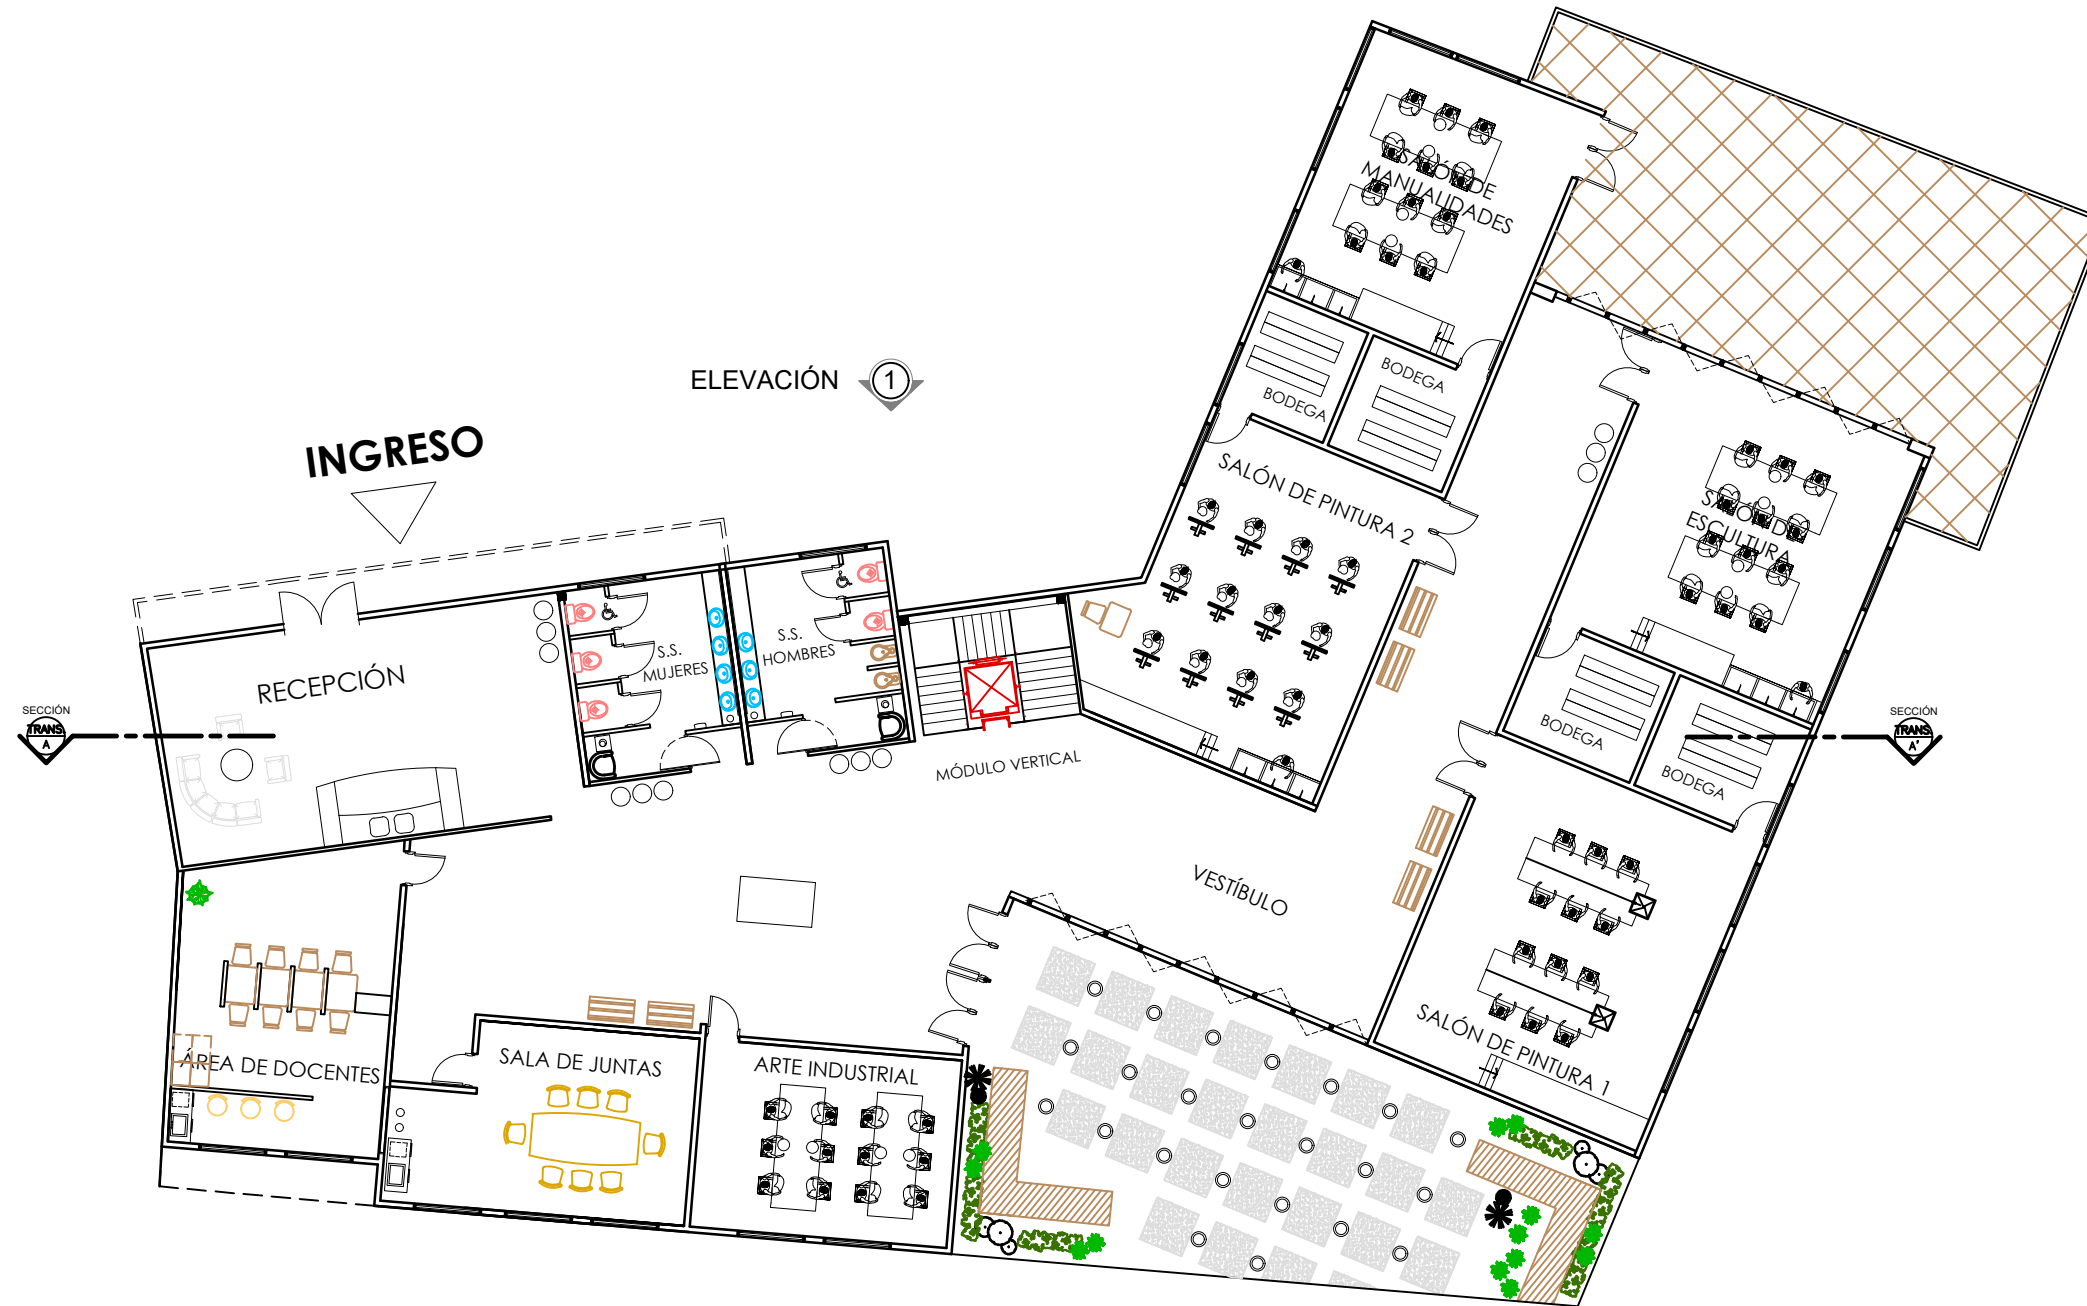 SALÓN DE
MANUALIDADES
ELEVACIÓN
1
BODEGA
BODEGA
INGRESO
SALÓN DE PINTURA 2
SALÓN DE
ESCULTURA
S.S.
MUJERES
S.S.
HOMBRES
RECEPCIÓN
SECCIÓN
TRANS.
A
SECCIÓN
TRANS.
A'
MÓDULO VERTICAL
BODEGA
BODEGA
VESTÍBULO
SALÓN DE PINTURA 1
ÁREA DE DOCENTES
SALA DE JUNTAS
ARTE INDUSTRIAL